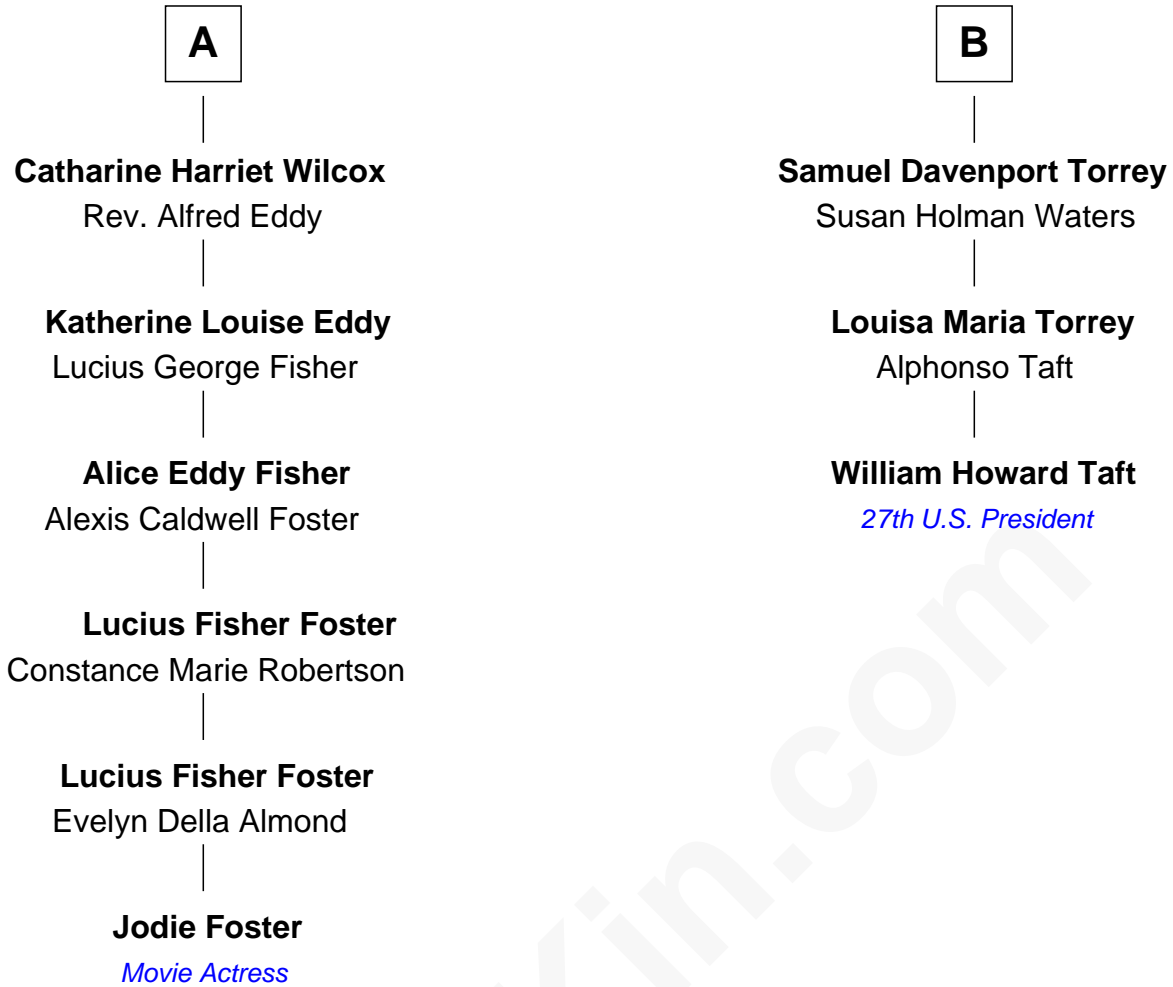 A
Catharine Harriet Wilcox
Rev. Alfred Eddy
Katherine Louise Eddy
Lucius George Fisher
Alice Eddy Fisher
Alexis Caldwell Foster
Lucius Fisher Foster
Constance Marie Robertson
Lucius Fisher Foster
Evelyn Della Almond
Jodie Foster
Movie Actress
B
Samuel Davenport Torrey
Susan Holman Waters
Louisa Maria Torrey
Alphonso Taft
William Howard Taft
27th U.S. President
Kin.com